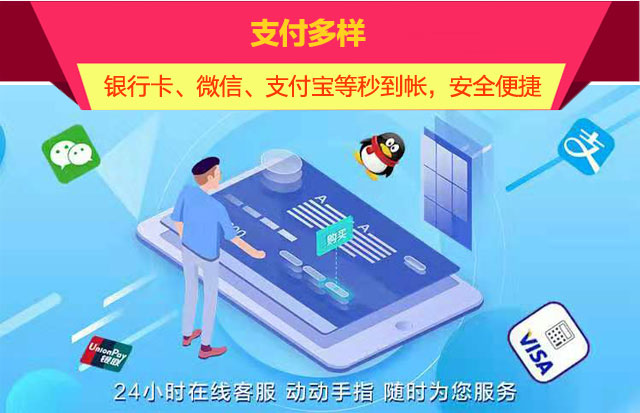 支付多样
银行卡、微信、支付宝等秒到帐，安全便捷
支
A
A
00
购买
UnionPay
银联
VISA
24小时在线客服 动动手指 随时为您服务